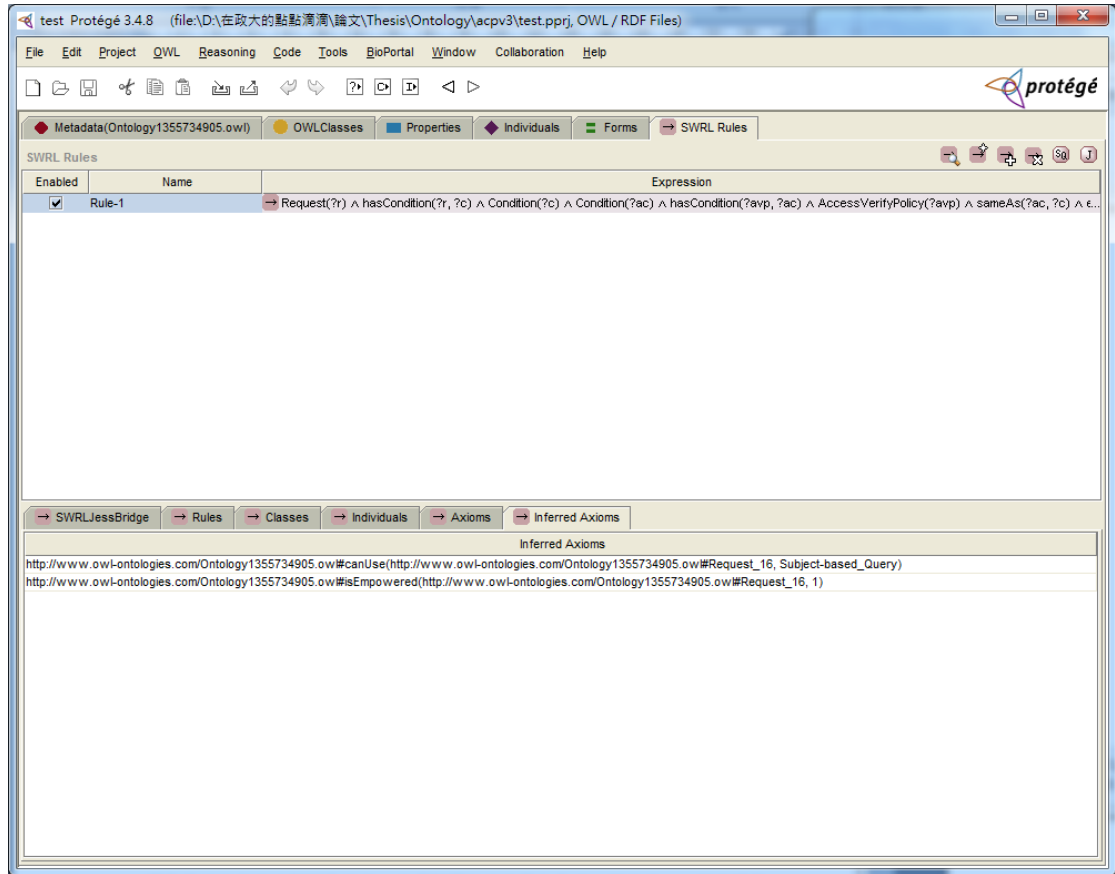 test Protégé 3.4.8 (file:\D:\在政大的點點滴滴\論文\Thesis\Ontology\acpv3\test.pprj, OWL / RDF Files)
File Edit Project OWL Reasoning Code Tools BioPortal Window Collaboration Help
protégé
Metadata(Ontology1355734905.owl) OWLClasses Properties Individuals Forms SWRL Rules
SWRL Rules
Enabled Name Expression
Rule-1 → Request(?r) ∧ hasCondition(?r, ?c) ∧ Condition(?c) ∧ Condition(?ac) ∧ hasCondition(?avp, ?ac) ∧ AccessVerifyPolicy(?avp) ∧ sameAs(?ac, ?c) ∧ ε...
SWRLJessBridge Rules Classes Individuals Axioms Inferred Axioms
Inferred Axioms
http://www.owl-ontologies.com/Ontology1355734905.owl#canUse(http://www.owl-ontologies.com/Ontology1355734905.owl#Request_16, Subject-based_Query)
http://www.owl-ontologies.com/Ontology1355734905.owl#isEmpowered(http://www.owl-ontologies.com/Ontology1355734905.owl#Request_16, 1)